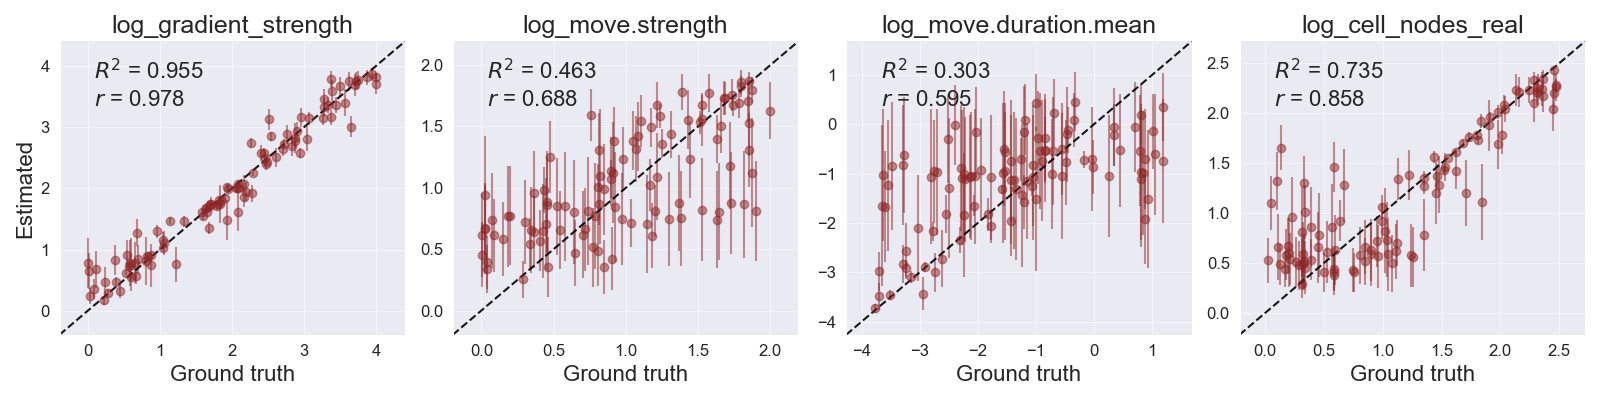 log_gradient_strength
R² = 0.955
r = 0.978
4
3
2
1
0
Estimated
0 1 2 3 4
Ground truth
log_move.strength
R² = 0.463
r = 0.688
2.0
1.5
1.0
0.5
0.0
0.0 0.5 1.0 1.5 2.0
Ground truth
log_move.duration.mean
R² = 0.303
r = 0.595
1
0
−1
−2
−3
−4
−4 −3 −2 −1 0 1
Ground truth
log_cell_nodes_real
R² = 0.735
r = 0.858
2.5
2.0
1.5
1.0
0.5
0.0
0.0 0.5 1.0 1.5 2.0 2.5
Ground truth